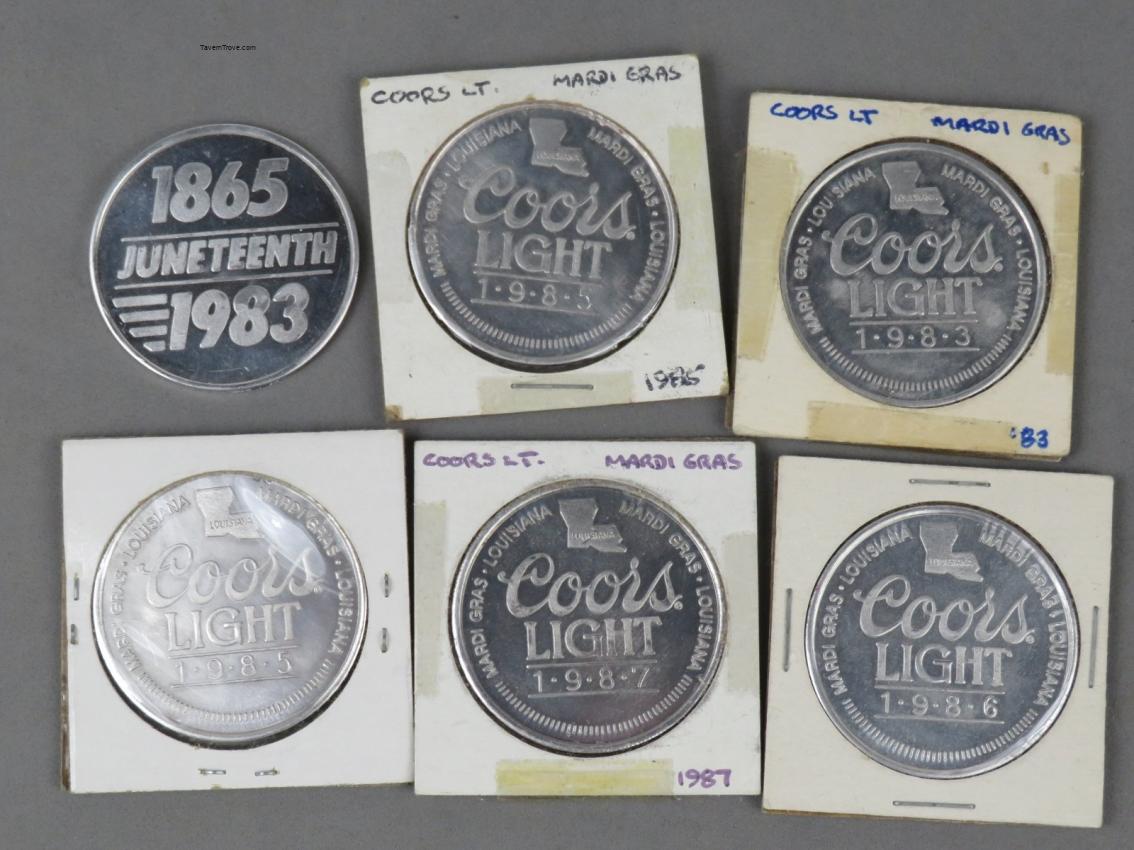 TavernTrove.com
1865
JUNETEENTH
1983
COORS LT. MARDI GRAS
MARDI GRAS • LOUISIANA MARDI GRAS • LOUISIANA
LOUISIANA
Coors
LIGHT
1•9•8•5
1985
COORS LT MARDI GRAS
MARDI GRAS • LOUISIANA MARDI GRAS • LOUISIANA
LOUISIANA
Coors
LIGHT
1•9•8•3
'83
MARDI GRAS • LOUISIANA MARDI GRAS • LOUISIANA
LOUISIANA
Coors
LIGHT
1•9•8•5
COORS LT. MARDI GRAS
MARDI GRAS • LOUISIANA MARDI GRAS • LOUISIANA
LOUISIANA
Coors
LIGHT
1•9•8•7
1987
MARDI GRAS • LOUISIANA MARDI GRAS • LOUISIANA
LOUISIANA
Coors
LIGHT
1•9•8•6